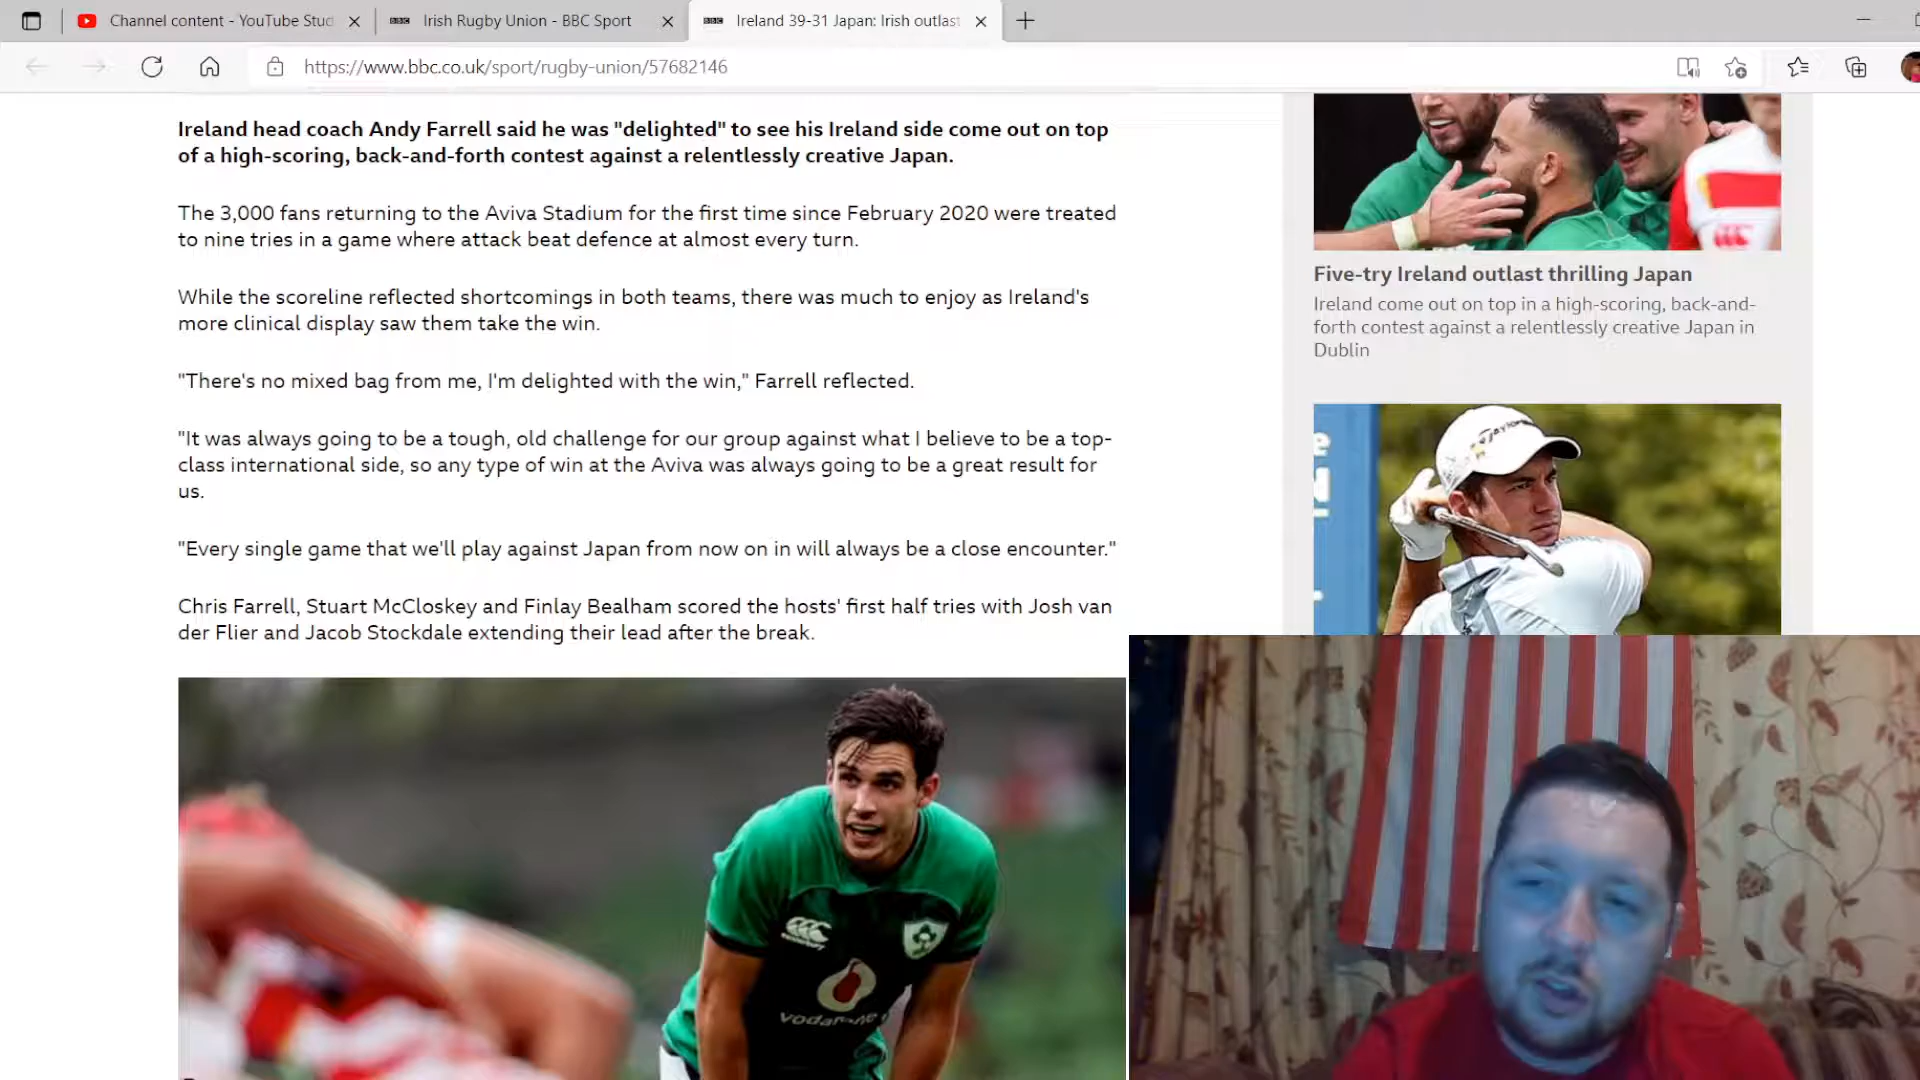 Channel content - YouTube Stud
Irish Rugby Union - BBC Sport
Ireland 39-31 Japan: Irish outlast
https://www.bbc.co.uk/sport/rugby-union/57682146
Ireland head coach Andy Farrell said he was "delighted" to see his Ireland side come out on top
of a high-scoring, back-and-forth contest against a relentlessly creative Japan.
The 3,000 fans returning to the Aviva Stadium for the first time since February 2020 were treated
to nine tries in a game where attack beat defence at almost every turn.
While the scoreline reflected shortcomings in both teams, there was much to enjoy as Ireland's
more clinical display saw them take the win.
"There's no mixed bag from me, I'm delighted with the win," Farrell reflected.
"It was always going to be a tough, old challenge for our group against what I believe to be a top-
class international side, so any type of win at the Aviva was always going to be a great result for
us.
"Every single game that we'll play against Japan from now on in will always be a close encounter."
Chris Farrell, Stuart McCloskey and Finlay Bealham scored the hosts' first half tries with Josh van
der Flier and Jacob Stockdale extending their lead after the break.
Five-try Ireland outlast thrilling Japan
Ireland come out on top in a high-scoring, back-and-
forth contest against a relentlessly creative Japan in
Dublin
canterbury
vodafone